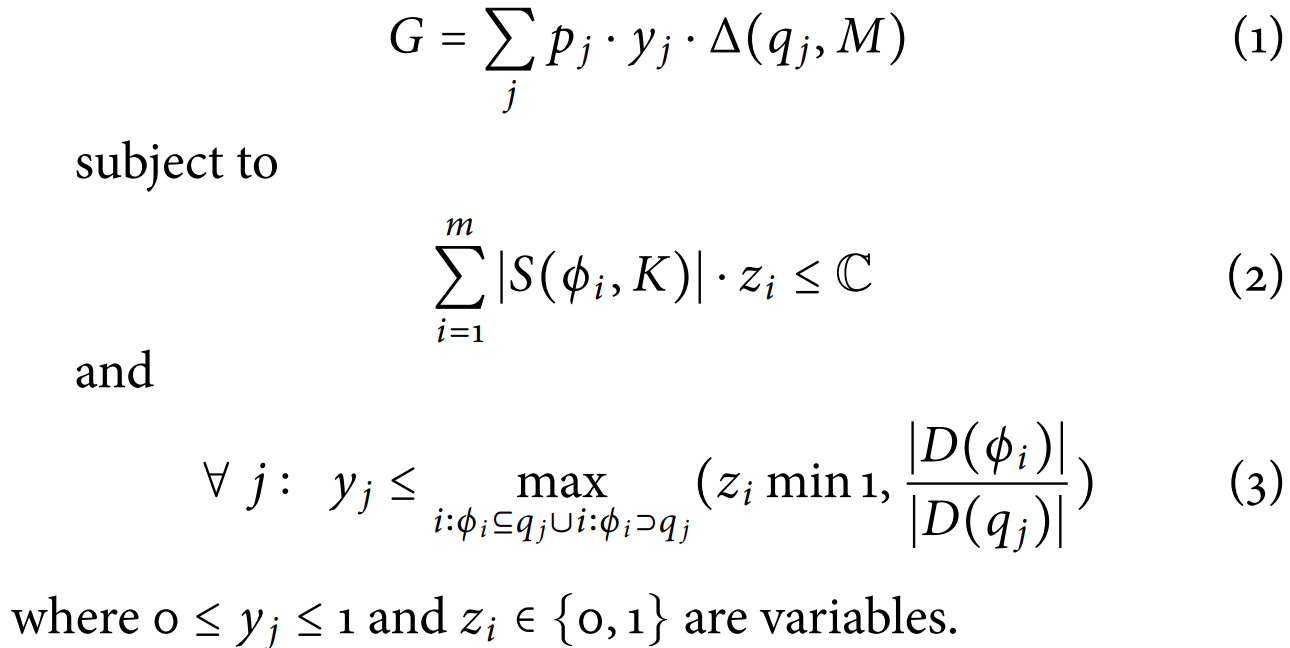 G = ∑_j p_j · y_j · Δ(q_j, M) (1)
subject to
∑_{i=1}^{m} |S(ϕ_i, K)| · z_i ≤ ℂ (2)
and
∀ j : y_j ≤ max_{i:ϕ_i⊆q_j∪i:ϕ_i⊃q_j} (z_i min 1, |D(ϕ_i)| / |D(q_j)|) (3)
where 0 ≤ y_j ≤ 1 and z_i ∈ {0, 1} are variables.